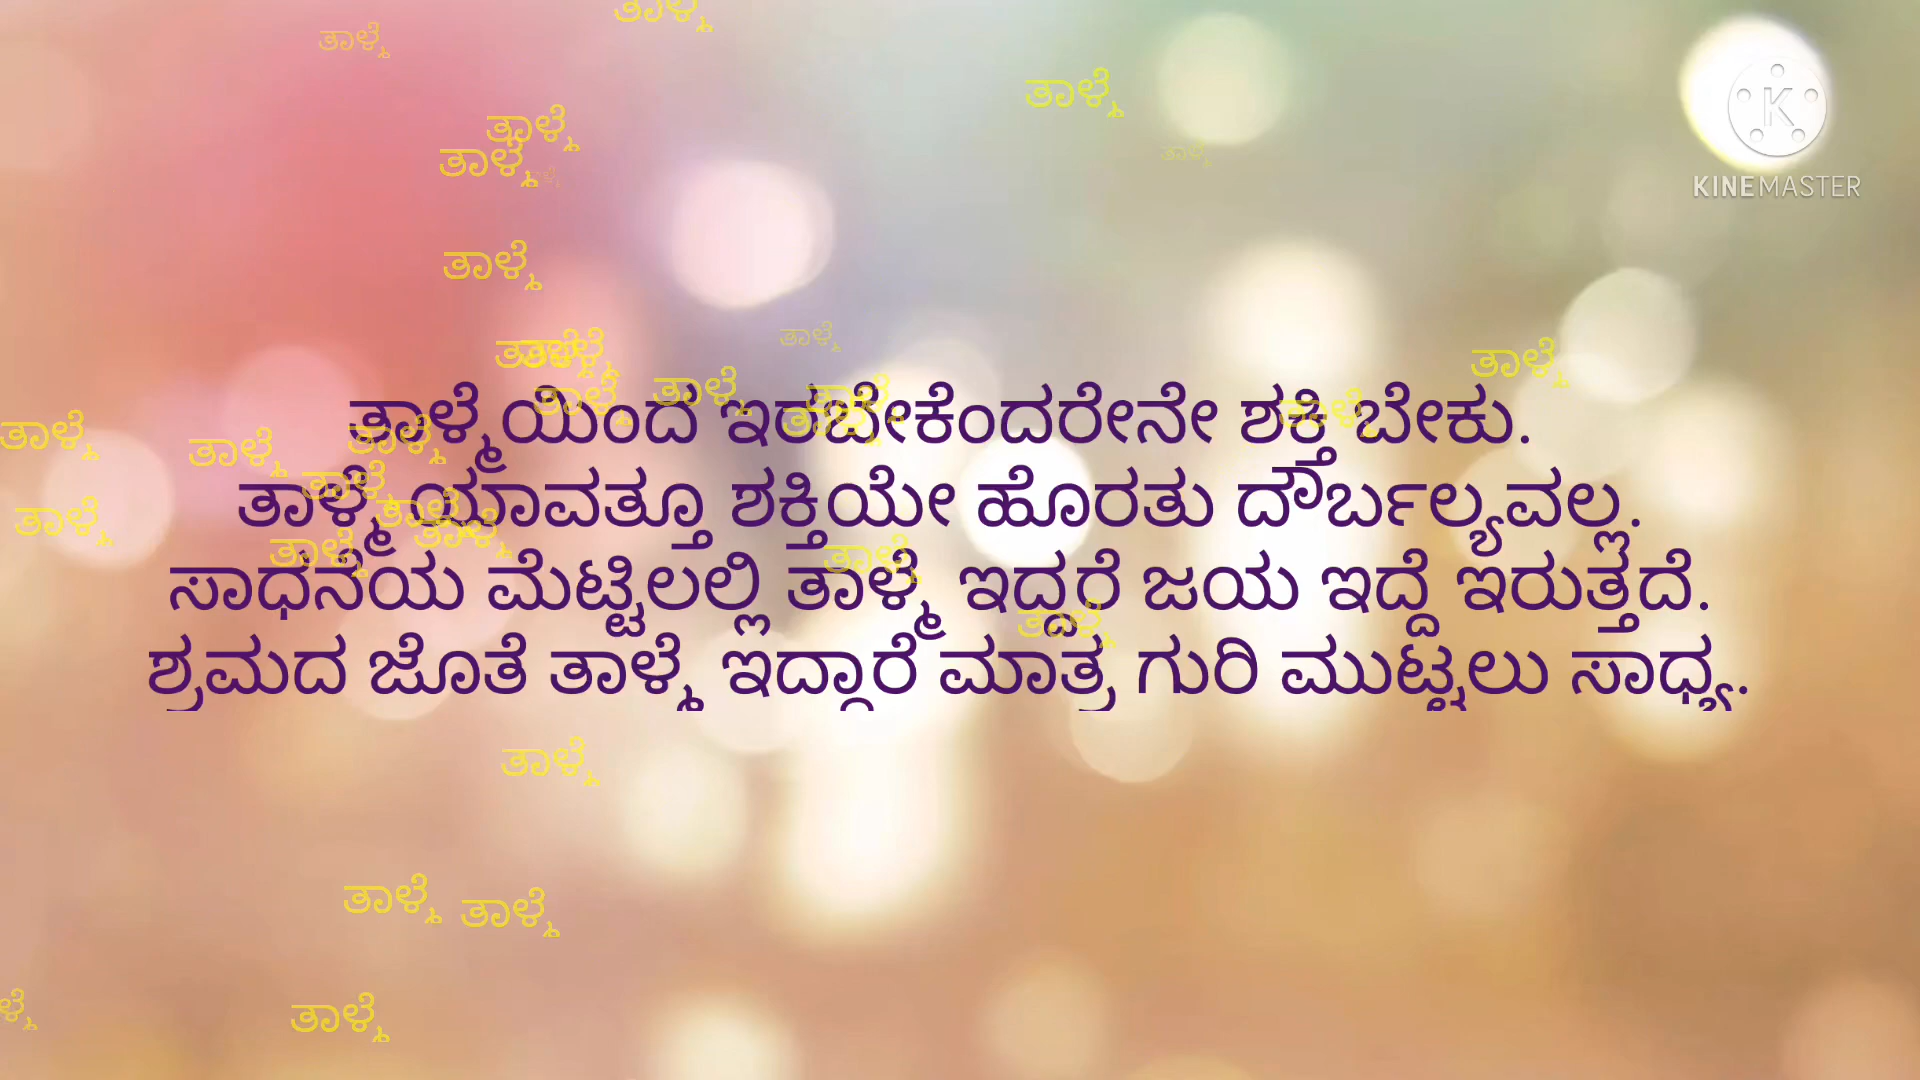 ತಾಳ್ಮೆ
ತಾಳ್ಮೆ
ತಾಳ್ಮೆ
ತಾಳ್ಮೆ
ತಾಳ್ಮೆ
ತಾಳ್ಮೆ
KINEMASTER
ತಾಳ್ಮೆ
ತಾಳ್ಮೆ
ತಾಳ್ಮೆ
ತಾಳ್ಮೆ
ತಾಳ್ಮೆ
ತಾಳ್ಮೆ
ತಾಳ್ಮೆ
ತಾಳ್ಮೆ
ತಾಳ್ಮೆ
ತಾಳ್ಮೆ
ತಾಳ್ಮೆ
ತಾಳ್ಮೆಯಿಂದ ಇರಬೇಕೆಂದರೇನೇ ಶಕ್ತಿ ಬೇಕು.
ತಾಳ್ಮೆ
ತಾಳ್ಮೆ
ತಾಳ್ಮೆ
ತಾಳ್ಮೆ
ತಾಳ್ಮೆ ಯಾವತ್ತೂ ಶಕ್ತಿಯೇ ಹೊರತು ದೌರ್ಬಲ್ಯವಲ್ಲ.
ತಾಳ್ಮೆ
ತಾಳ್ಮೆ
ತಾಳ್ಮೆ
ತಾಳ್ಮೆ
ತಾಳ್ಮೆ
ಸಾಧನೆಯ ಮೆಟ್ಟಿಲಲ್ಲಿ ತಾಳ್ಮೆ ಇದ್ದರೆ ಜಯ ಇದ್ದೆ ಇರುತ್ತದೆ.
ತಾಳ್ಮೆ
ಶ್ರಮದ ಜೊತೆ ತಾಳ್ಮೆ ಇದ್ದಾರೆ ಮಾತ್ರ ಗುರಿ ಮುಟ್ಟಲು ಸಾಧ್ಯ.
ತಾಳ್ಮೆ
ತಾಳ್ಮೆ
ತಾಳ್ಮೆ
ತಾಳ್ಮೆ